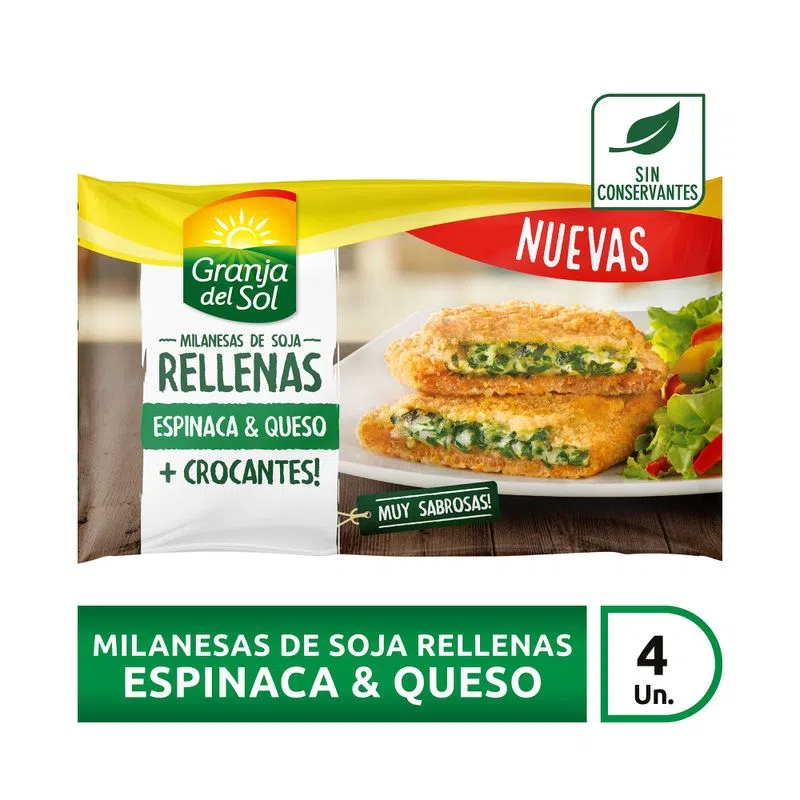 SIN
CONSERVANTES
NUEVAS
Granja
del Sol
MILANESAS DE SOJA
RELLENAS
ESPINACA & QUESO
+ CROCANTES!
MUY SABROSAS!
MILANESAS DE SOJA RELLENAS
ESPINACA & QUESO
4
Un.